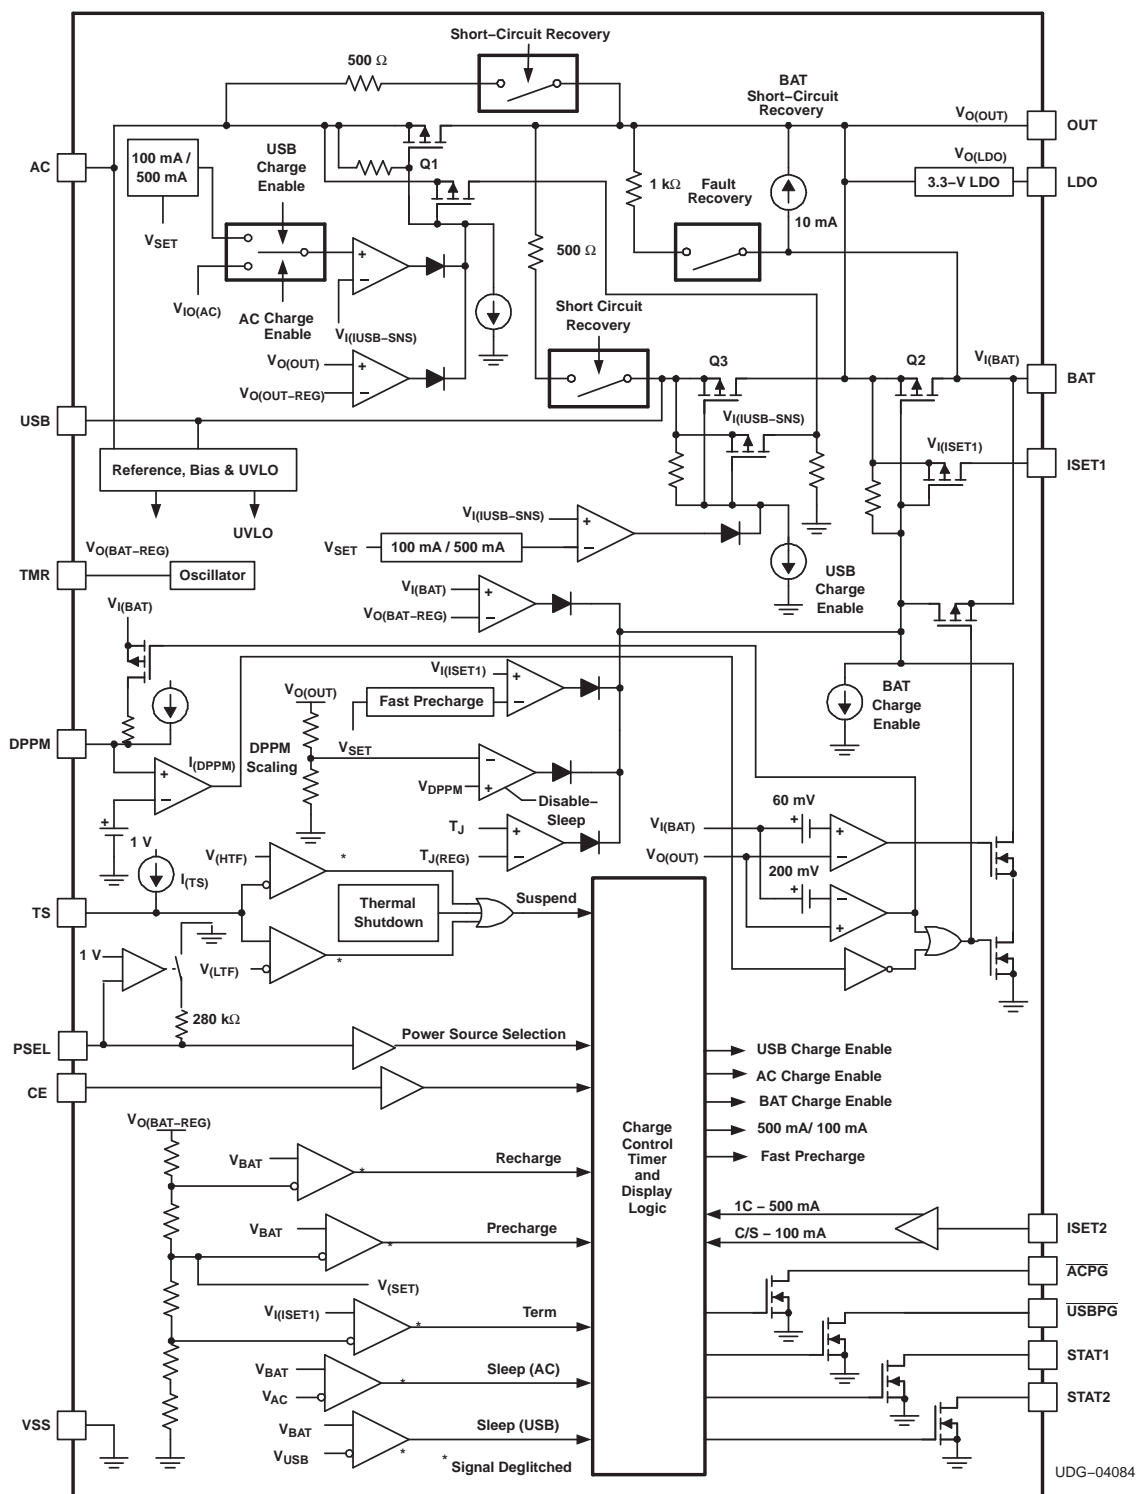 Short−Circuit Recovery
500 Ω
BAT
Short−Circuit
Recovery
VO(OUT)
OUT
AC
100 mA /
500 mA
USB
Charge
Enable
Q1
1 kΩ
Fault
Recovery
10 mA
VO(LDO)
3.3−V LDO
LDO
VSET
500 Ω
VIO(AC)
AC Charge
Enable
VI(IUSB−SNS)
Short Circuit
Recovery
VO(OUT)
VO(OUT−REG)
Q3
Q2
VI(BAT)
BAT
USB
VI(IUSB−SNS)
VI(ISET1)
ISET1
Reference, Bias & UVLO
UVLO
VI(IUSB−SNS)
VSET
100 mA / 500 mA
USB
Charge
Enable
VO(BAT−REG)
TMR
Oscillator
VI(BAT)
VO(BAT−REG)
VI(BAT)
VI(ISET1)
Fast Precharge
VSET
BAT
Charge
Enable
VO(OUT)
DPPM
DPPM
Scaling
I(DPPM)
VDPPM
Disable−
Sleep
1 V
TJ
TJ(REG)
60 mV
VI(BAT)
VO(OUT)
200 mV
V(HTF)
*
I(TS)
TS
Thermal
Shutdown
Suspend
1 V
V(LTF)
*
280 kΩ
PSEL
Power Source Selection
CE
USB Charge Enable
AC Charge Enable
BAT Charge Enable
500 mA/ 100 mA
Fast Precharge
Charge
Control
Timer
and
Display
Logic
VO(BAT−REG)
VBAT
*
Recharge
VBAT
*
Precharge
V(SET)
1C − 500 mA
C/S − 100 mA
ISET2
ACPG
VI(ISET1)
*
Term
USBPG
VBAT
VAC
*
Sleep (AC)
STAT1
STAT2
VSS
VBAT
VUSB
*
Sleep (USB)
* Signal Deglitched
UDG−04084